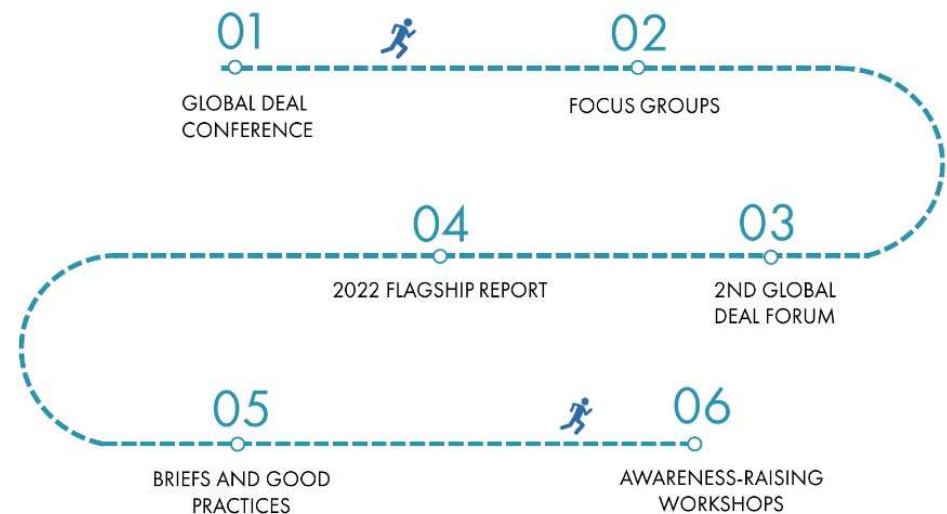 01
02
GLOBAL DEAL
CONFERENCE
FOCUS GROUPS
04
03
2022 FLAGSHIP REPORT
2ND GLOBAL
DEAL FORUM
05
06
BRIEFS AND GOOD
PRACTICES
AWARENESS-RAISING
WORKSHOPS